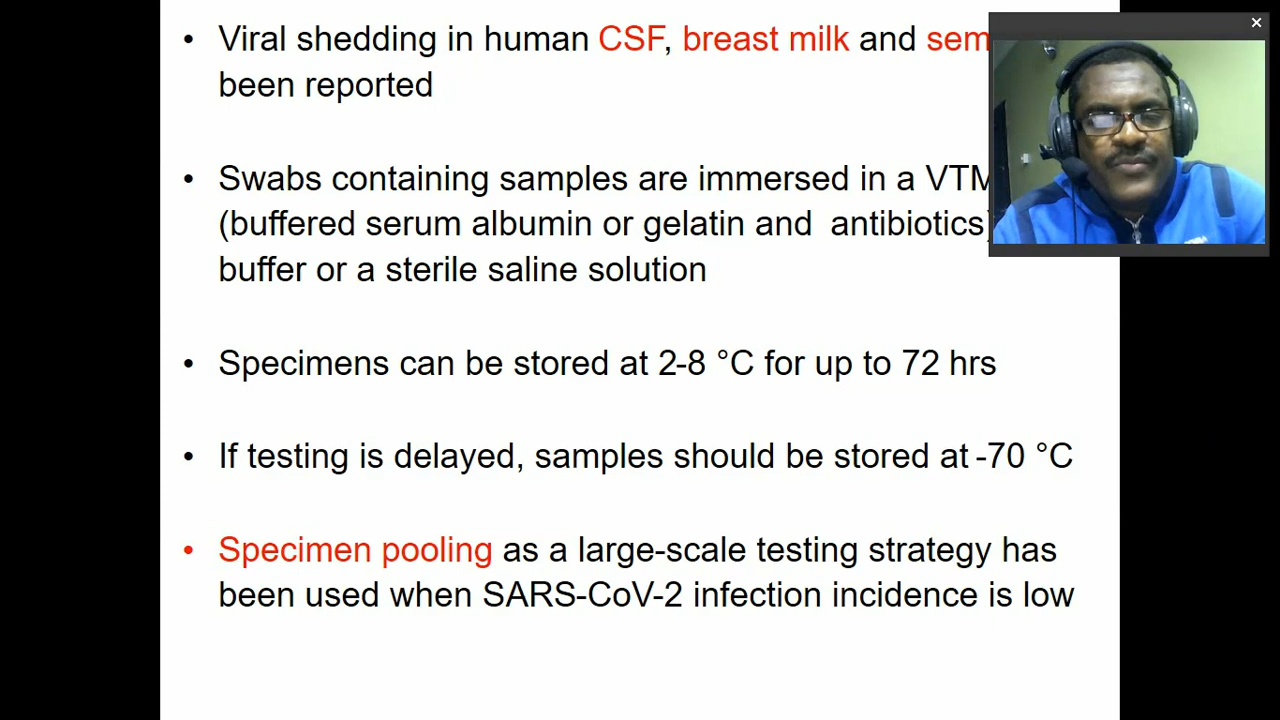 • Viral shedding in human CSF, breast milk and
been reported
• Swabs containing samples are immersed in a VTM
(buffered serum albumin or gelatin and antibiotics)
buffer or a sterile saline solution
• Specimens can be stored at 2-8 °C for up to 72 hrs
• If testing is delayed, samples should be stored at -70 °C
• Specimen pooling as a large-scale testing strategy has
been used when SARS-CoV-2 infection incidence is low